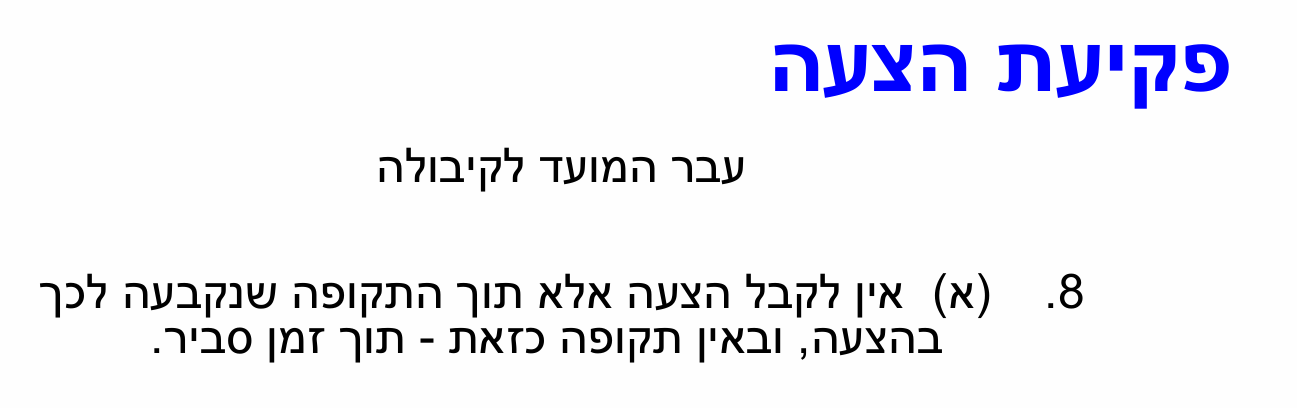 פקיעת הצעה
עבר המועד לקיבולה
8. (א) אין לקבל הצעה אלא תוך התקופה שנקבעה לכך
בהצעה, ובאין תקופה כזאת - תוך זמן סביר.